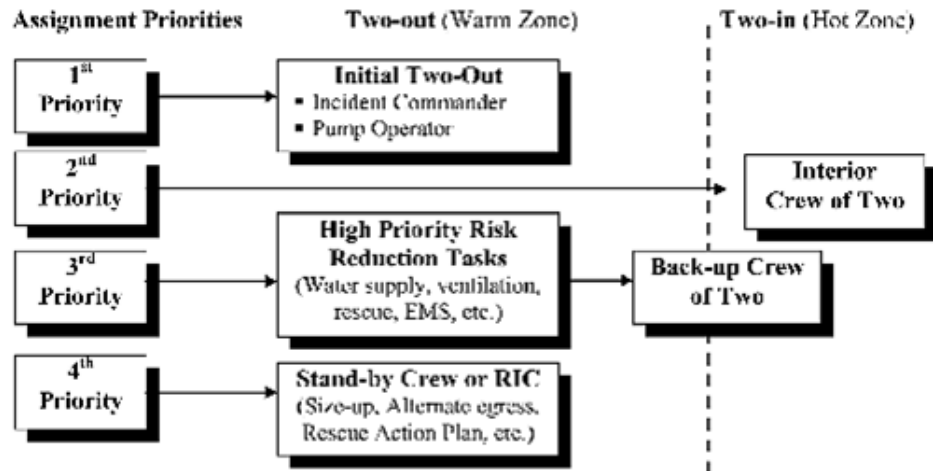 Assignment Priorities
Two-out (Warm Zone)
Two-in (Hot Zone)
1st
Priority
Initial Two-Out
▪ Incident Commander
▪ Pump Operator
2nd
Priority
Interior
Crew of Two
3rd
Priority
High Priority Risk
Reduction Tasks
(Water supply, ventilation,
rescue, EMS, etc.)
Back-up Crew
of Two
4th
Priority
Stand-by Crew or RIC
(Size-up, Alternate egress,
Rescue Action Plan, etc.)